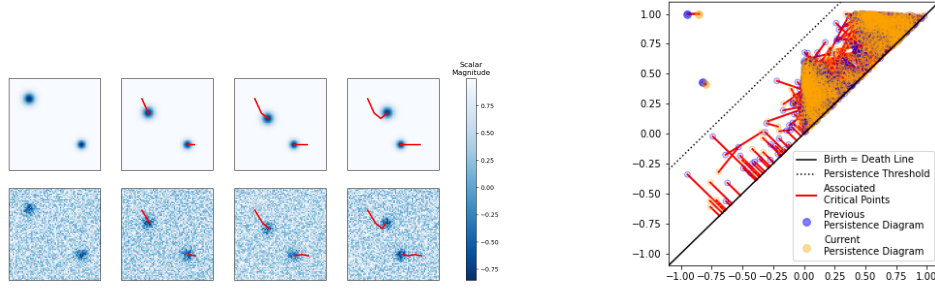 Scalar
Magnitude
0.75
0.50
0.25
0.00
−0.25
−0.50
−0.75
1.00
0.75
0.50
0.25
0.00
−0.25
−0.50
−0.75
−1.00
Birth = Death Line
Persistence Threshold
Associated
Critical Points
Previous
Persistence Diagram
Current
Persistence Diagram
−1.00 −0.75 −0.50 −0.25 0.00 0.25 0.50 0.75 1.00